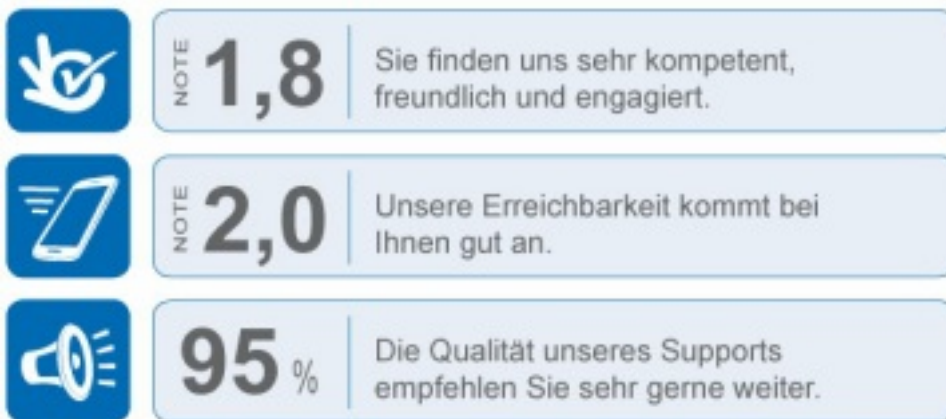 NOTE 1,8
Sie finden uns sehr kompetent,
freundlich und engagiert.
NOTE 2,0
Unsere Erreichbarkeit kommt bei
Ihnen gut an.
95 %
Die Qualität unseres Supports
empfehlen Sie sehr gerne weiter.